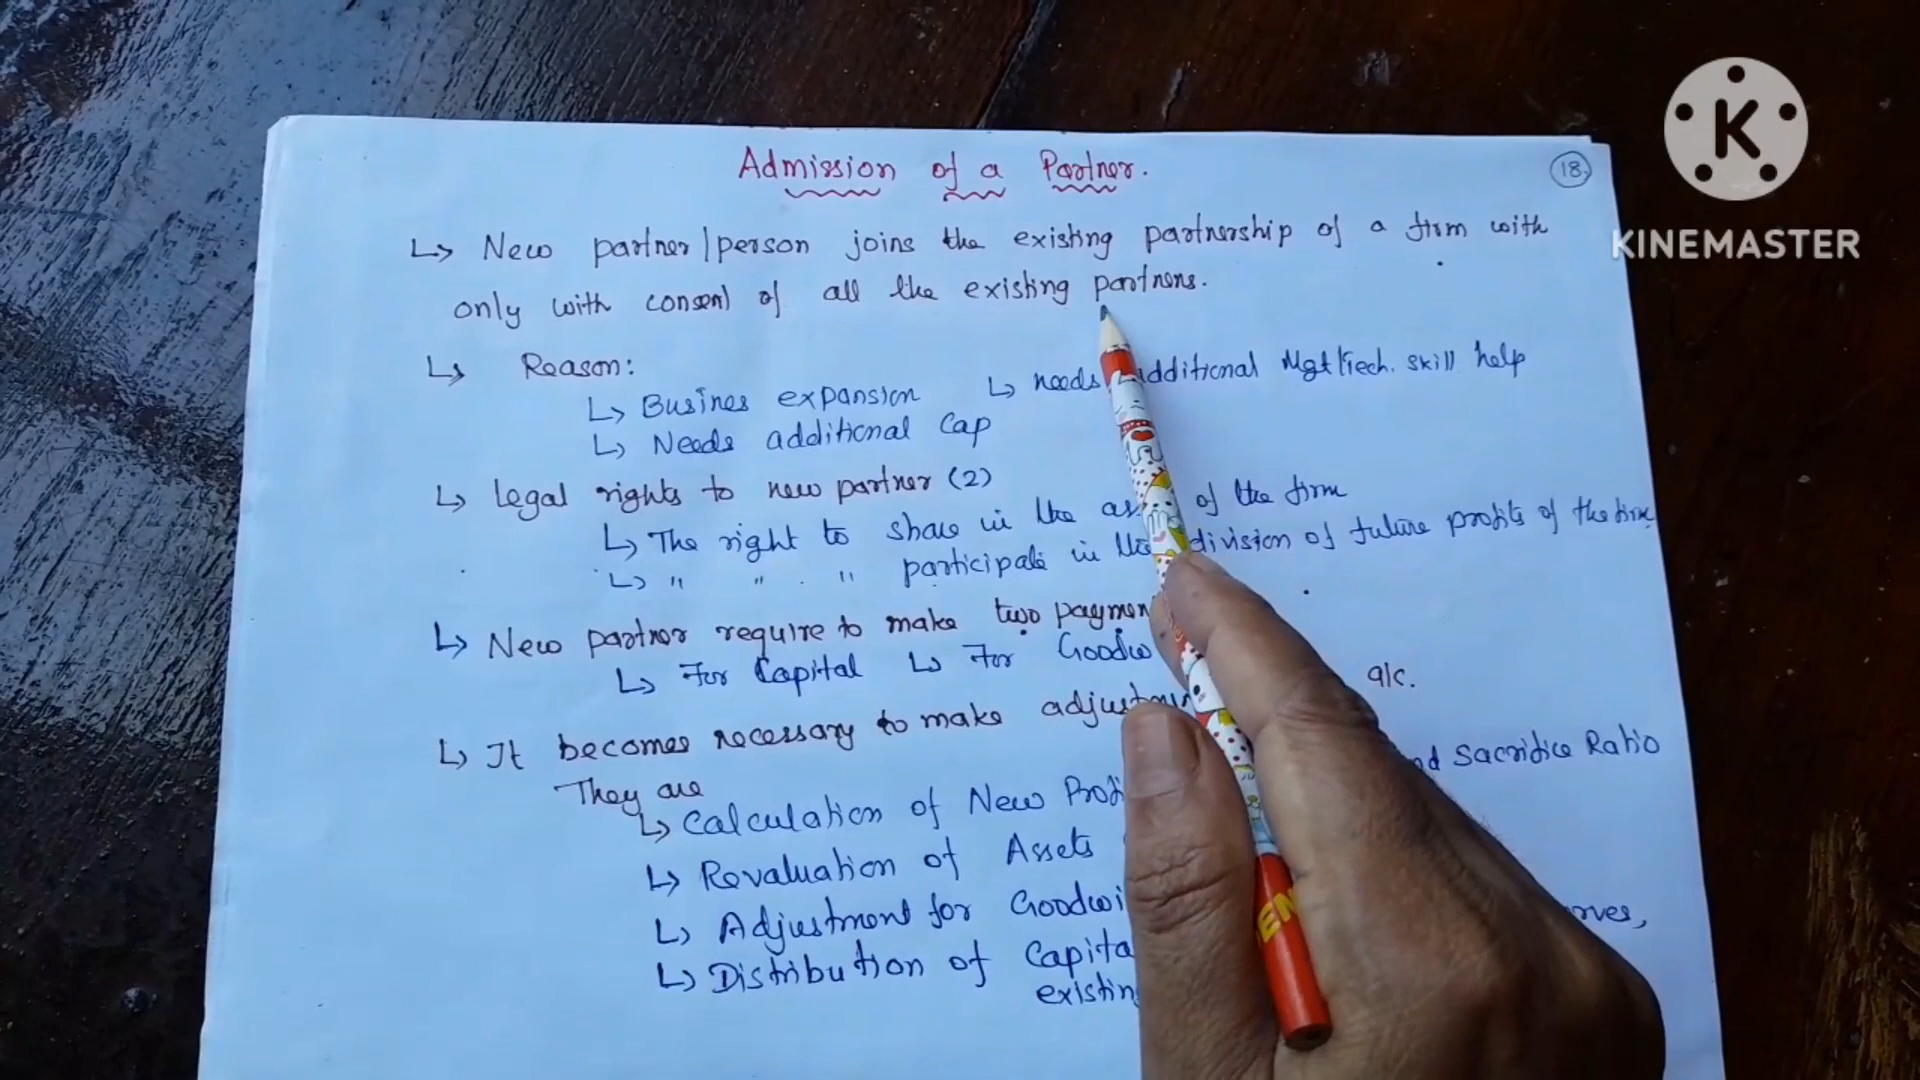 Admission of a Partner.
18
K
KINEMASTER
↳ New partner/person joins the existing partnership of a firm with
only with consent of all the existing partners.
↳ Reason:
↳ Busines expansion ↳ needs additional Mgt/Tech. skill help
↳ Needs additional Cap
↳ Legal rights to new partner (2)
↳ The right to share in the of the firm
↳ " " " participate in the division of future profits of the firm
↳ New partner require to make two
↳ For Capital ↳ For
a/c.
↳ It becomes necessary to make
They are
↳ Calculation of New Sacrifice Ratio
↳ Revaluation of Assets
↳ Adjustment for
↳ Distribution of